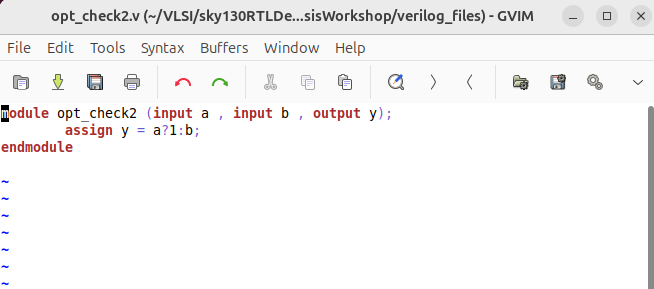 opt_check2.v (~/VLSI/sky130RTLDe...sisWorkshop/verilog_files) - GVIM
File Edit Tools Syntax Buffers Window Help
module opt_check2 (input a , input b , output y);
        assign y = a?1:b;
endmodule
~
~
~
~
~
~
~